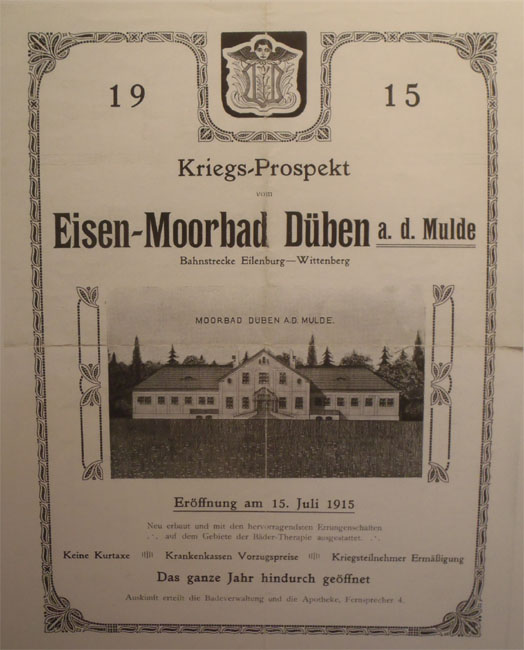 19 15
Kriegs-Prospekt
vom
Eisen-Moorbad Düben a. d. Mulde
Bahnstrecke Eilenburg—Wittenberg
MOORBAD DÜBEN A.D. MULDE.
Eröffnung am 15. Juli 1915
Neu erbaut und mit den hervorragendsten Errungenschaften
.·. auf dem Gebiete der Bäder-Therapie ausgestattet. .·.
Keine Kurtaxe Krankenkassen Vorzugspreise Kriegsteilnehmer Ermäßigung
Das ganze Jahr hindurch geöffnet
Auskunft erteilt die Badeverwaltung und die Apotheke, Fernsprecher 4.